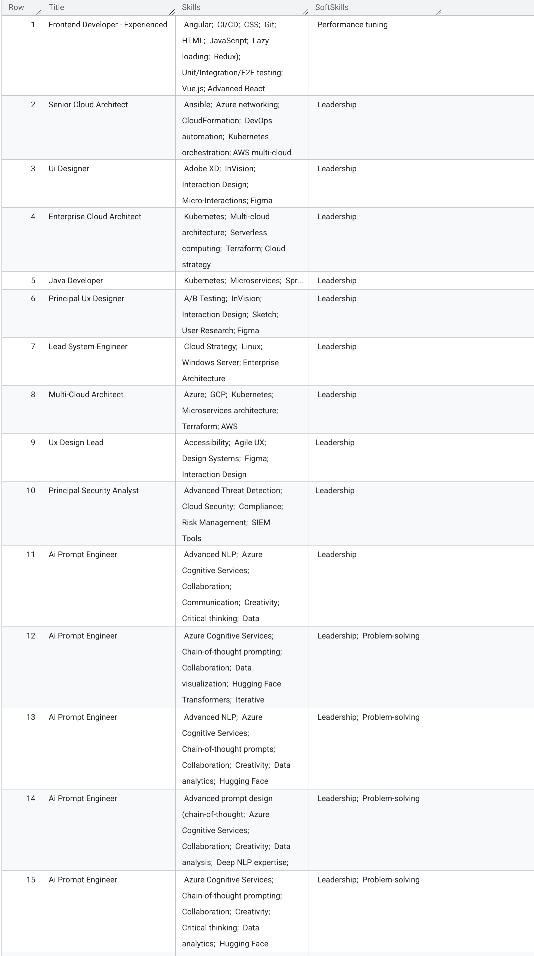 Row Title Skills SoftSkills
1 Frontend Developer - Experienced Angular; CI/CD; CSS; Git; Performance tuning
HTML; JavaScript; Lazy
loading; Redux);
Unit/Integration/E2E testing;
Vue.js; Advanced React
2 Senior Cloud Architect Ansible; Azure networking; Leadership
CloudFormation; DevOps
automation; Kubernetes
orchestration; AWS multi-cloud
3 Ui Designer Adobe XD; InVision; Leadership
Interaction Design;
Micro-Interactions; Figma
4 Enterprise Cloud Architect Kubernetes; Multi-cloud Leadership
architecture; Serverless
computing; Terraform; Cloud
strategy
5 Java Developer Kubernetes; Microservices; Spr... Leadership
6 Principal Ux Designer A/B Testing; InVision; Leadership
Interaction Design; Sketch;
User Research; Figma
7 Lead System Engineer Cloud Strategy; Linux; Leadership
Windows Server; Enterprise
Architecture
8 Multi-Cloud Architect Azure; GCP; Kubernetes; Leadership
Microservices architecture;
Terraform; AWS
9 Ux Design Lead Accessibility; Agile UX; Leadership
Design Systems; Figma;
Interaction Design
10 Principal Security Analyst Advanced Threat Detection; Leadership
Cloud Security; Compliance;
Risk Management; SIEM
Tools
11 Ai Prompt Engineer Advanced NLP; Azure Leadership
Cognitive Services;
Collaboration;
Communication; Creativity;
Critical thinking; Data
12 Ai Prompt Engineer Azure Cognitive Services; Leadership; Problem-solving
Chain-of-thought prompting;
Collaboration; Data
visualization; Hugging Face
Transformers; Iterative
13 Ai Prompt Engineer Advanced NLP; Azure Leadership; Problem-solving
Cognitive Services;
Chain-of-thought prompts;
Collaboration; Creativity; Data
analytics; Hugging Face
14 Ai Prompt Engineer Advanced prompt design Leadership; Problem-solving
(chain-of-thought; Azure
Cognitive Services;
Collaboration; Creativity; Data
analysis; Deep NLP expertise;
15 Ai Prompt Engineer Azure Cognitive Services; Leadership; Problem-solving
Chain-of-thought prompting;
Collaboration; Creativity;
Critical thinking; Data
analytics; Hugging Face